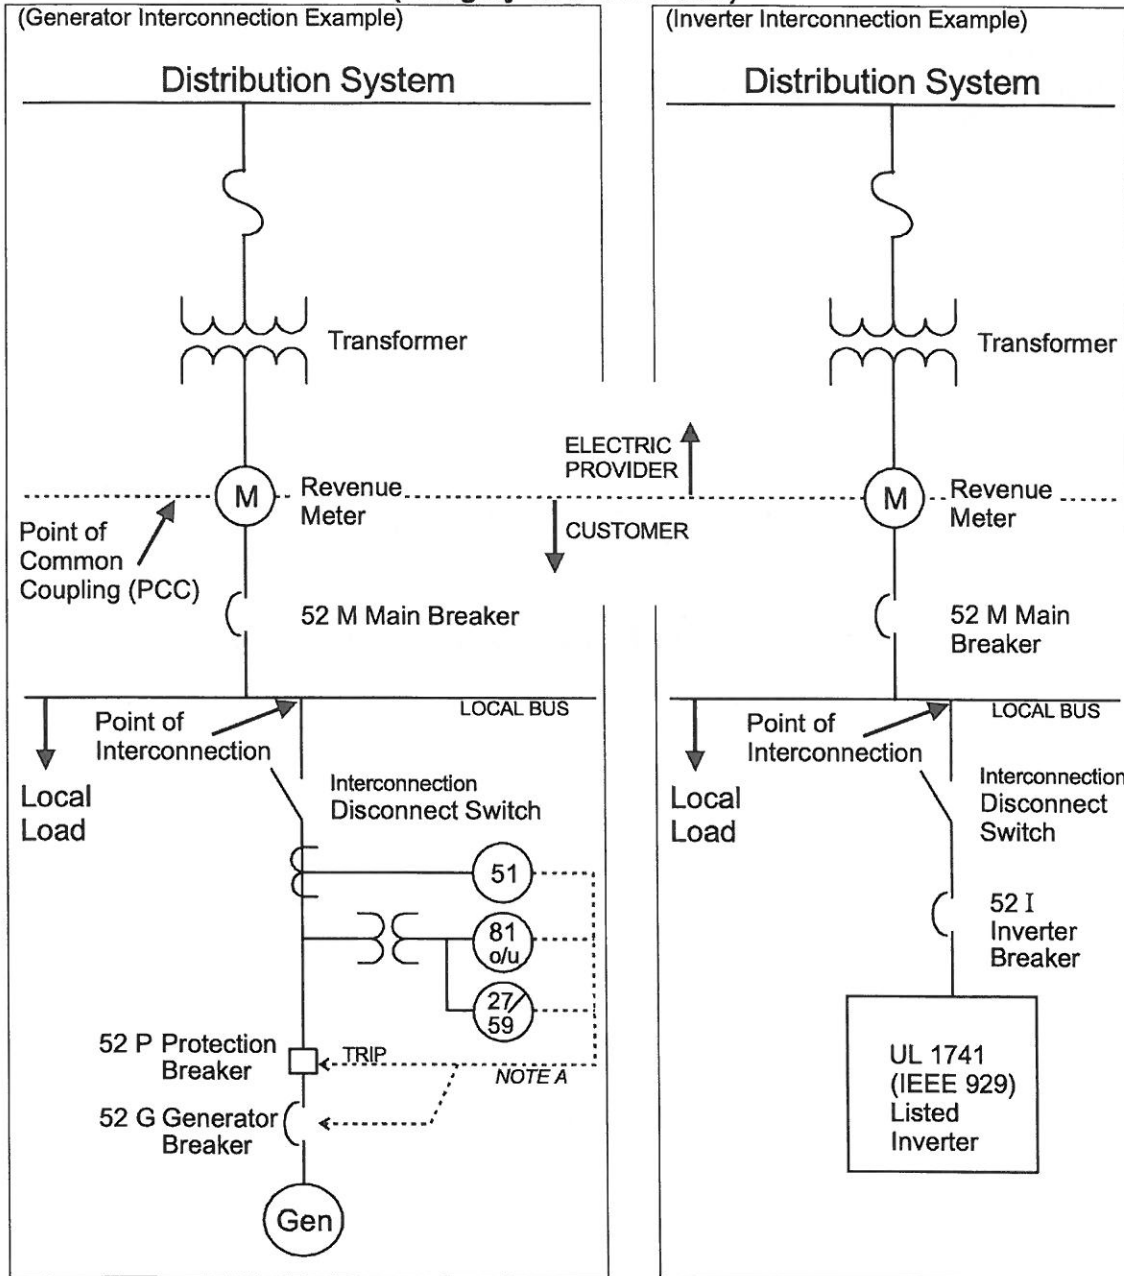 (Generator Interconnection Example)
Distribution System
Transformer
M
Revenue
Meter
Point of
Common
Coupling (PCC)
ELECTRIC
PROVIDER
CUSTOMER
52 M Main Breaker
LOCAL BUS
Point of
Interconnection
Local
Load
Interconnection
Disconnect Switch
51
81
o/u
27/
59
52 P Protection
Breaker
TRIP
NOTE A
52 G Generator
Breaker
Gen
(Inverter Interconnection Example)
Distribution System
Transformer
M
Revenue
Meter
52 M Main
Breaker
LOCAL BUS
Point of
Interconnection
Local
Load
Interconnection
Disconnect
Switch
52 I
Inverter
Breaker
UL 1741
(IEEE 929)
Listed
Inverter